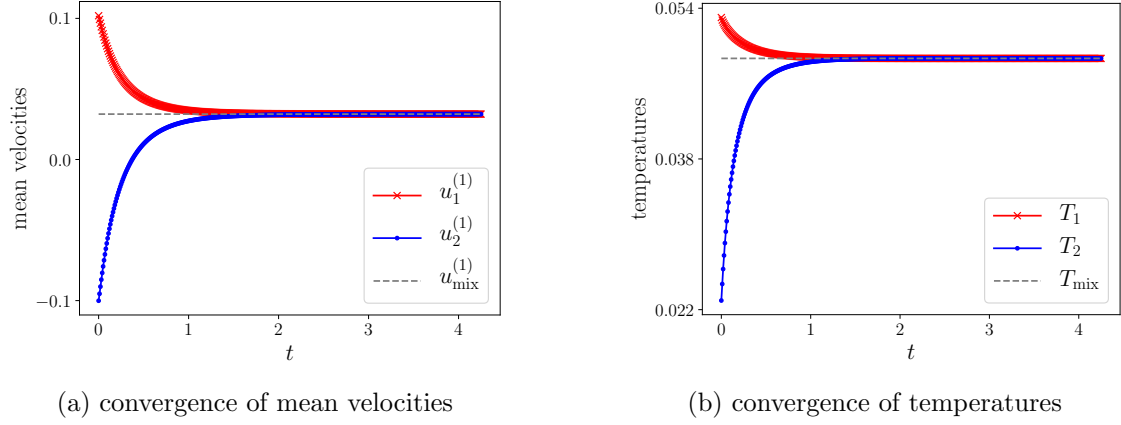 mean velocities
0.1
0.0
−0.1
0 1 2 3 4
t
u_1^{(1)}
u_2^{(1)}
u_mix^{(1)}
(a) convergence of mean velocities
temperatures
0.054
0.038
0.022
0 1 2 3 4
t
T_1
T_2
T_mix
(b) convergence of temperatures